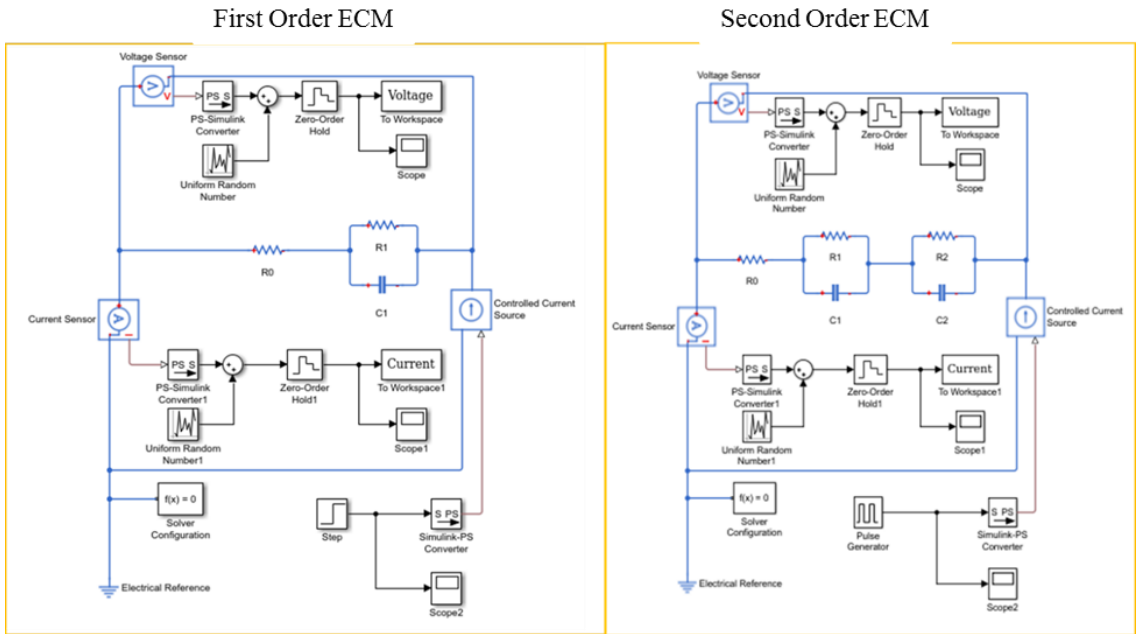 First Order ECM
Second Order ECM
Voltage Sensor
V
V
PS S
PS-Simulink
Converter
Zero-Order
Hold
Voltage
To Workspace
Scope
Uniform Random
Number
R0
R1
C1
Current Sensor
A
I
Controlled Current
Source
PS S
PS-Simulink
Converter1
Zero-Order
Hold1
Current
To Workspace1
Scope1
Uniform Random
Number1
f(x) = 0
Solver
Configuration
Step
S PS
Simulink-PS
Converter
Scope2
Electrical Reference
Voltage Sensor
V
V
PS S
PS-Simulink
Converter
Zero-Order
Hold
Voltage
To Workspace
Scope
Uniform Random
Number
R0
R1
C1
R2
C2
Current Sensor
A
I
Controlled Current
Source
PS S
PS-Simulink
Converter1
Zero-Order
Hold1
Current
To Workspace1
Scope1
Uniform Random
Number1
f(x) = 0
Solver
Configuration
Pulse
Generator
S PS
Simulink-PS
Converter
Scope2
Electrical Reference